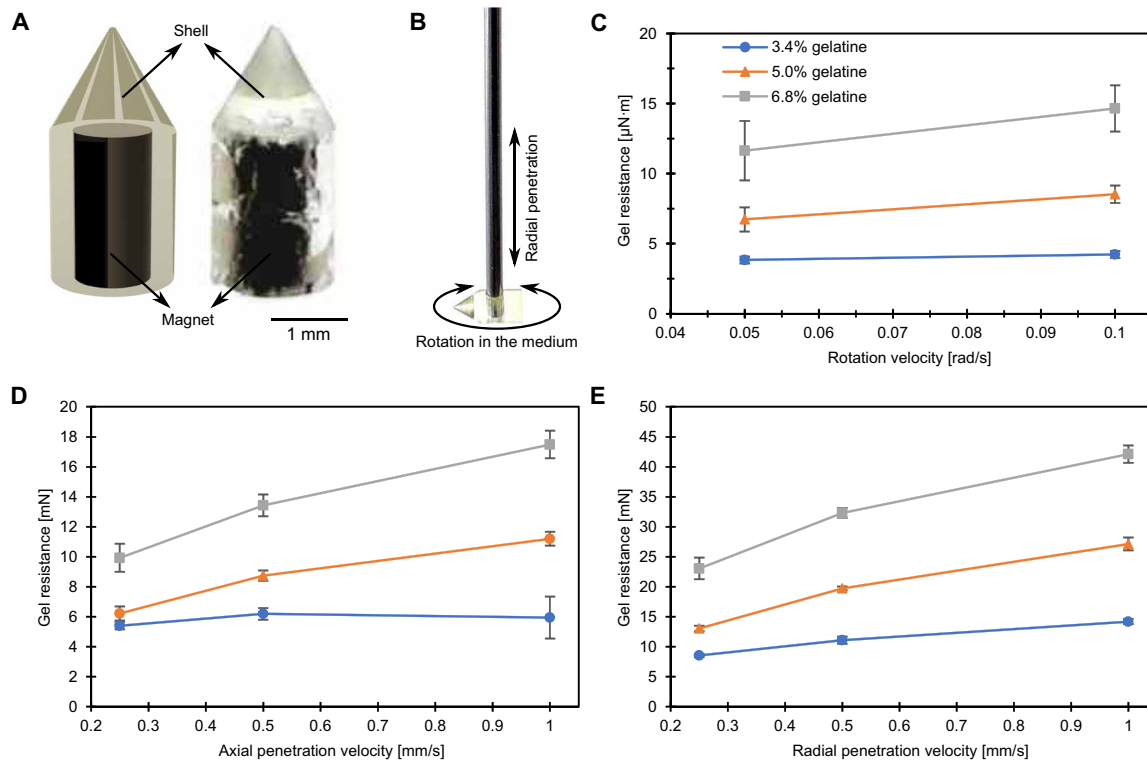 A
Shell
Magnet
1 mm
B
Radial penetration
Rotation in the medium
C
3.4% gelatine
5.0% gelatine
6.8% gelatine
Gel resistance [µN·m]
20
15
10
5
0
0.04 0.05 0.06 0.07 0.08 0.09 0.1
Rotation velocity [rad/s]
D
Gel resistance [mN]
20
18
16
14
12
10
8
6
4
2
0
0.2 0.3 0.4 0.5 0.6 0.7 0.8 0.9 1
Axial penetration velocity [mm/s]
E
Gel resistance [mN]
50
45
40
35
30
25
20
15
10
5
0
0.2 0.3 0.4 0.5 0.6 0.7 0.8 0.9 1
Radial penetration velocity [mm/s]